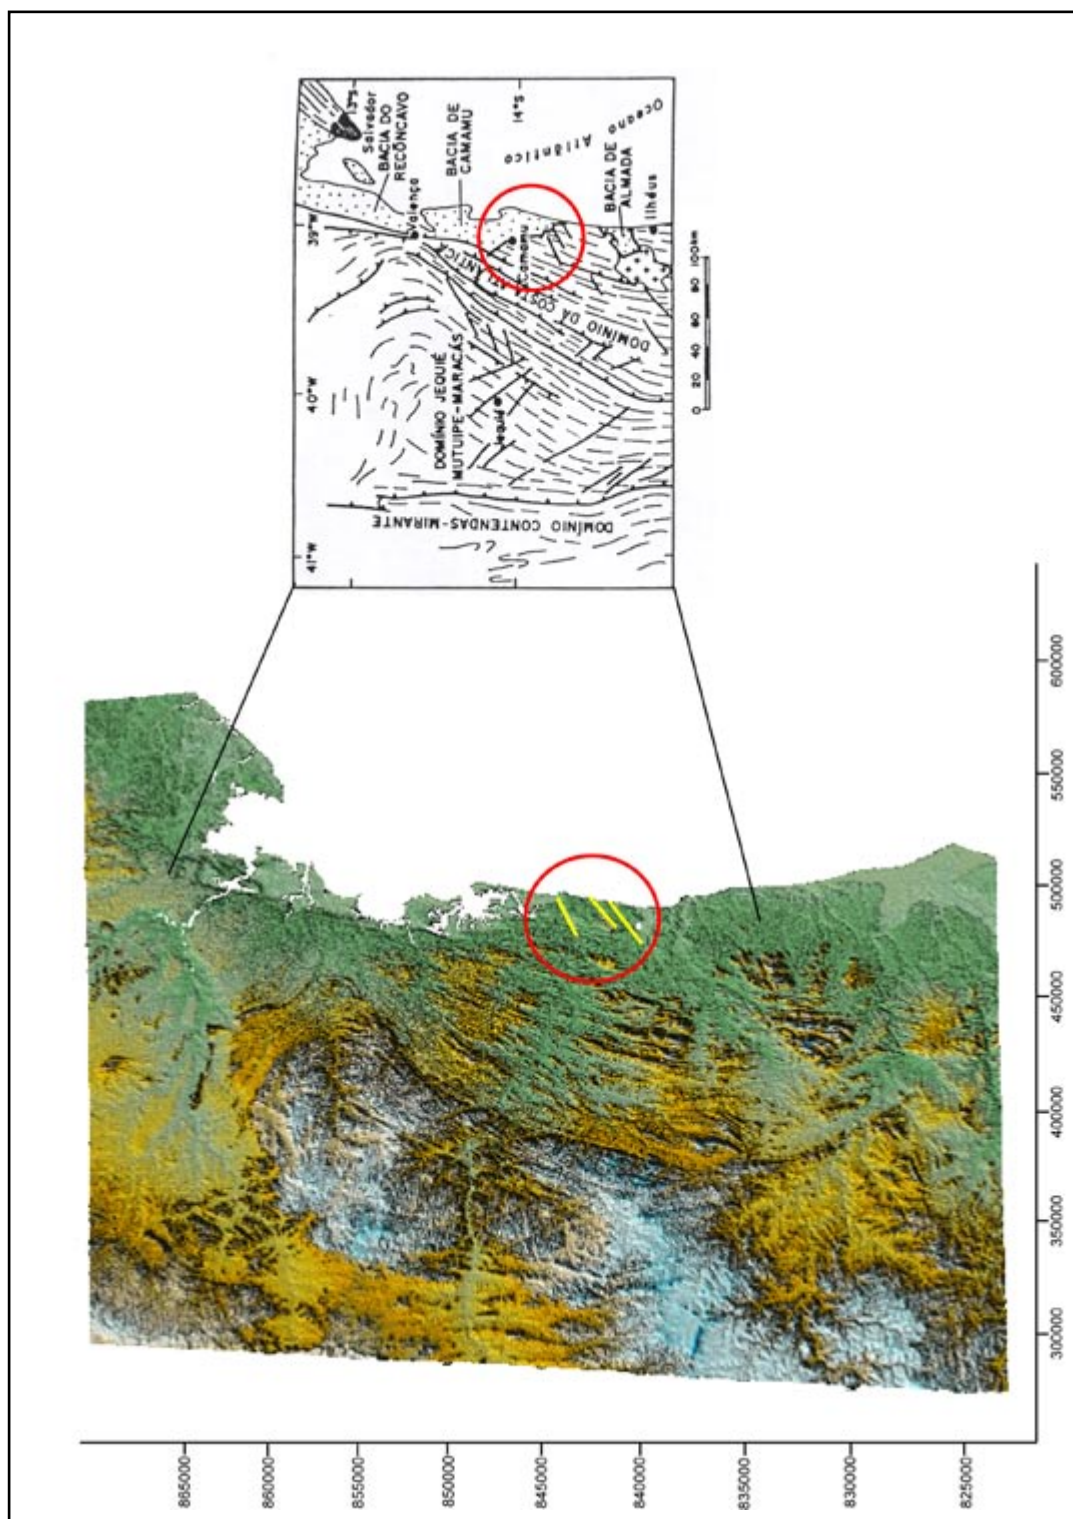 13°S
14°S
Salvador
BACIA DO
RECÔNCAVO
BACIA DE
CAMAMU
Oceano
Atlântico
BACIA DE
ALMADA
Ilhéus
39°W
Valença
Camamu
DOMÍNIO DA COSTA ATLÂNTICA
40°W
DOMÍNIO JEQUIÉ
MUTUIPE-MARACÁS
Jequié
DOMÍNIO CONTENDAS-MIRANTE
41°W
0 20 40 60 80 100km
600000
550000
500000
450000
400000
350000
300000
865000
860000
855000
850000
845000
840000
835000
830000
825000